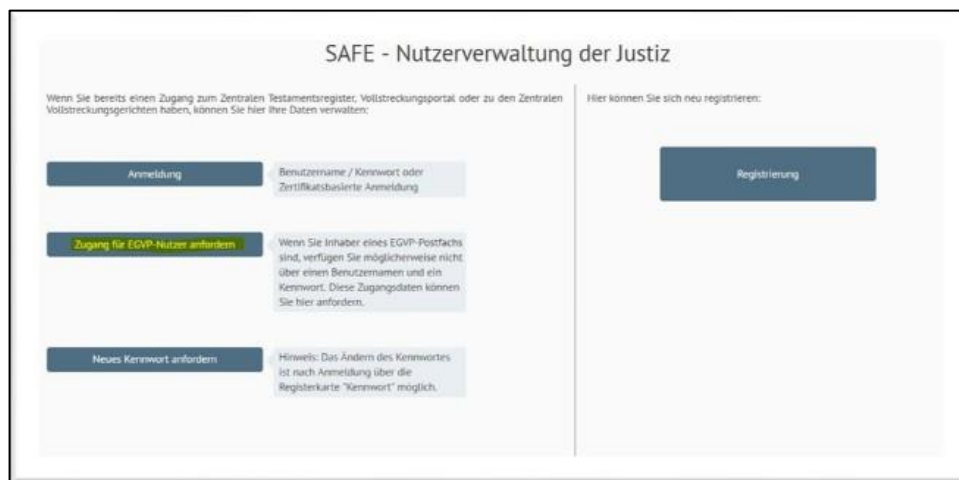 SAFE - Nutzerverwaltung der Justiz
Wenn Sie bereits einen Zugang zum Zentralen Testamentsregister, Vollstreckungsportal oder zu den Zentralen
Vollstreckungsgerichten haben, können Sie hier Ihre Daten verwalten:
Anmeldung
Benutzername / Kennwort oder
Zertifikatsbasierte Anmeldung
Zugang für EGVP-Nutzer anfordern
Wenn Sie Inhaber eines EGVP-Postfachs
sind, verfügen Sie möglicherweise nicht
über einen Benutzernamen und ein
Kennwort. Diese Zugangsdaten können
Sie hier anfordern.
Neues Kennwort anfordern
Hinweis: Das Ändern des Kennwortes
ist nach Anmeldung über die
Registerkarte "Kennwort" möglich.
Hier können Sie sich neu registrieren:
Registrierung